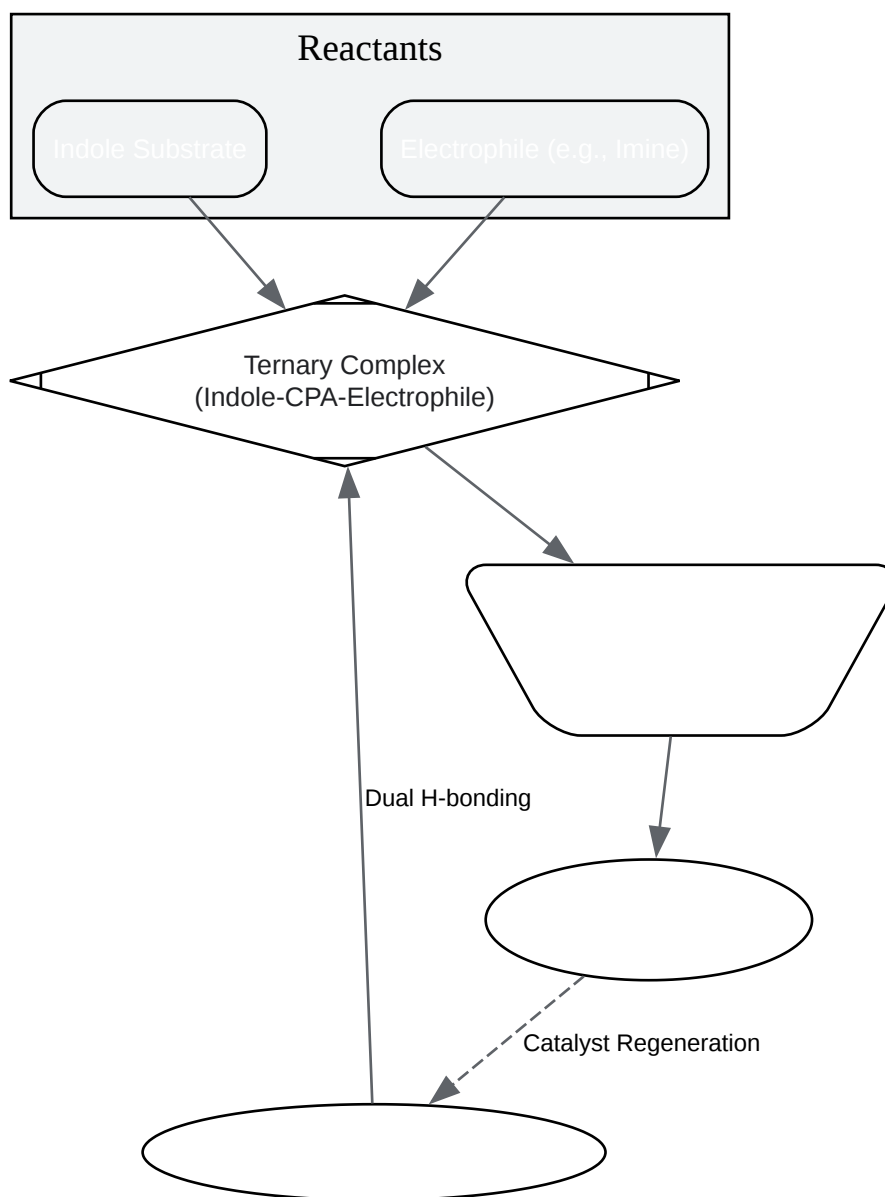 Reactants
Indole Substrate
Electrophile (e.g., Imine)
Ternary Complex
(Indole-CPA-Electrophile)
Dual H-bonding
Catalyst Regeneration